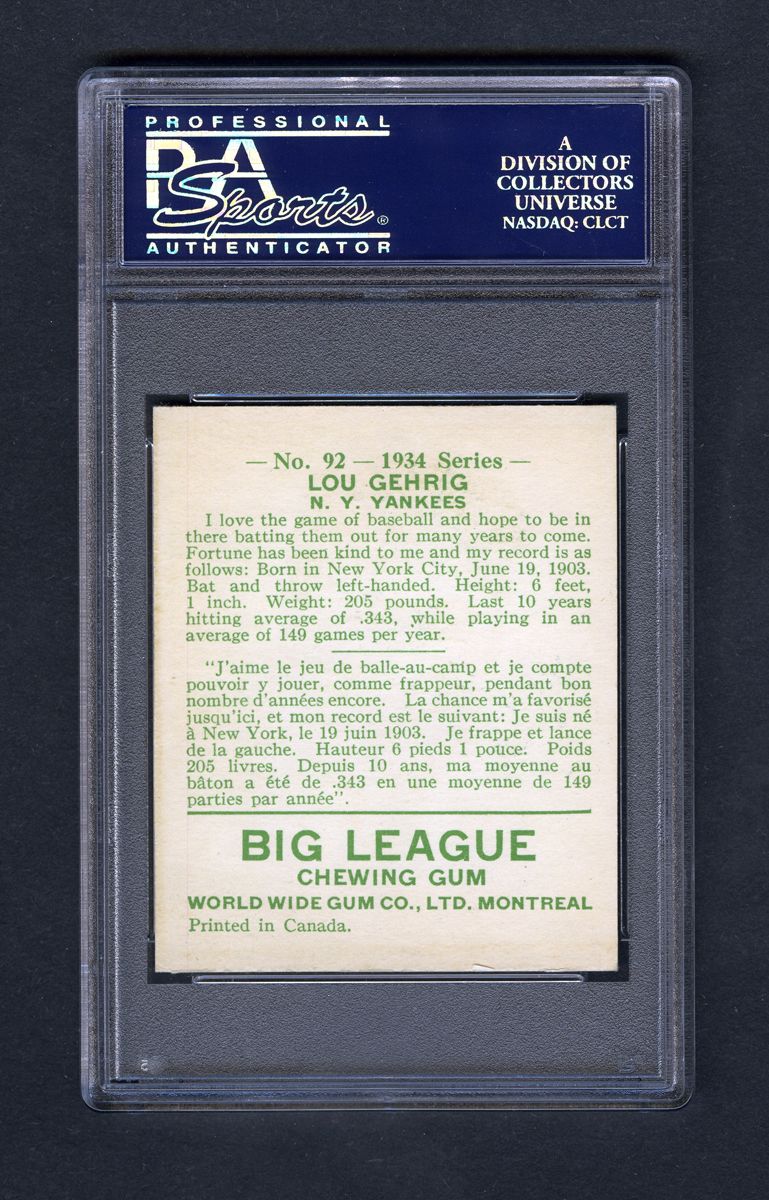 PROFESSIONAL
PSA
Sports®
AUTHENTICATOR
A
DIVISION OF
COLLECTORS
UNIVERSE
NASDAQ: CLCT
— No. 92 — 1934 Series —
LOU GEHRIG
N. Y. YANKEES
I love the game of baseball and hope to be in
there batting them out for many years to come.
Fortune has been kind to me and my record is as
follows: Born in New York City, June 19, 1903.
Bat and throw left-handed. Height: 6 feet,
1 inch. Weight: 205 pounds. Last 10 years
hitting average of .343, while playing in an
average of 149 games per year.
"J'aime le jeu de balle-au-camp et je compte
pouvoir y jouer, comme frappeur, pendant bon
nombre d'années encore. La chance m'a favorisé
jusqu'ici, et mon record est le suivant: Je suis né
à New York, le 19 juin 1903. Je frappe et lance
de la gauche. Hauteur 6 pieds 1 pouce. Poids
205 livres. Depuis 10 ans, ma moyenne au
bâton a été de .343 en une moyenne de 149
parties par année".
BIG LEAGUE
CHEWING GUM
WORLD WIDE GUM CO., LTD. MONTREAL
Printed in Canada.